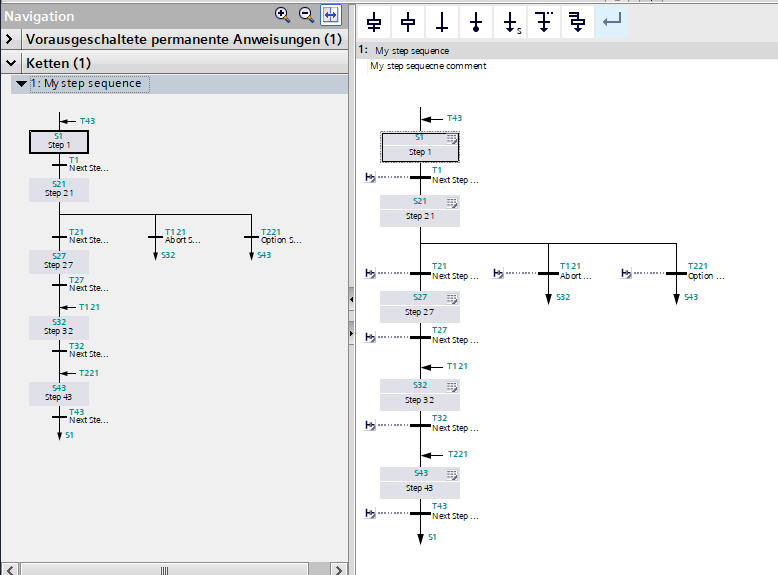 Navigation
Vorausgeschaltete permanente Anweisungen (1)
Ketten (1)
1: My step sequence
T43
S1
Step 1
T1
Next Ste...
S21
Step 21
T21
Next Ste...
T121
Abort S...
T221
Option S...
S32
S43
S27
Step 27
T27
Next Ste...
T121
S32
Step 32
T32
Next Ste...
T221
S43
Step 43
T43
Next Ste...
S1
S
1: My step sequence
My step sequecne comment
T43
S1
Step 1
T1
Next Step ...
S21
Step 21
T21
Next Step ...
T121
Abort ...
T221
Option ...
S32
S43
S27
Step 27
T27
Next Step ...
T121
S32
Step 32
T32
Next Step ...
T221
S43
Step 43
T43
Next Step ...
S1